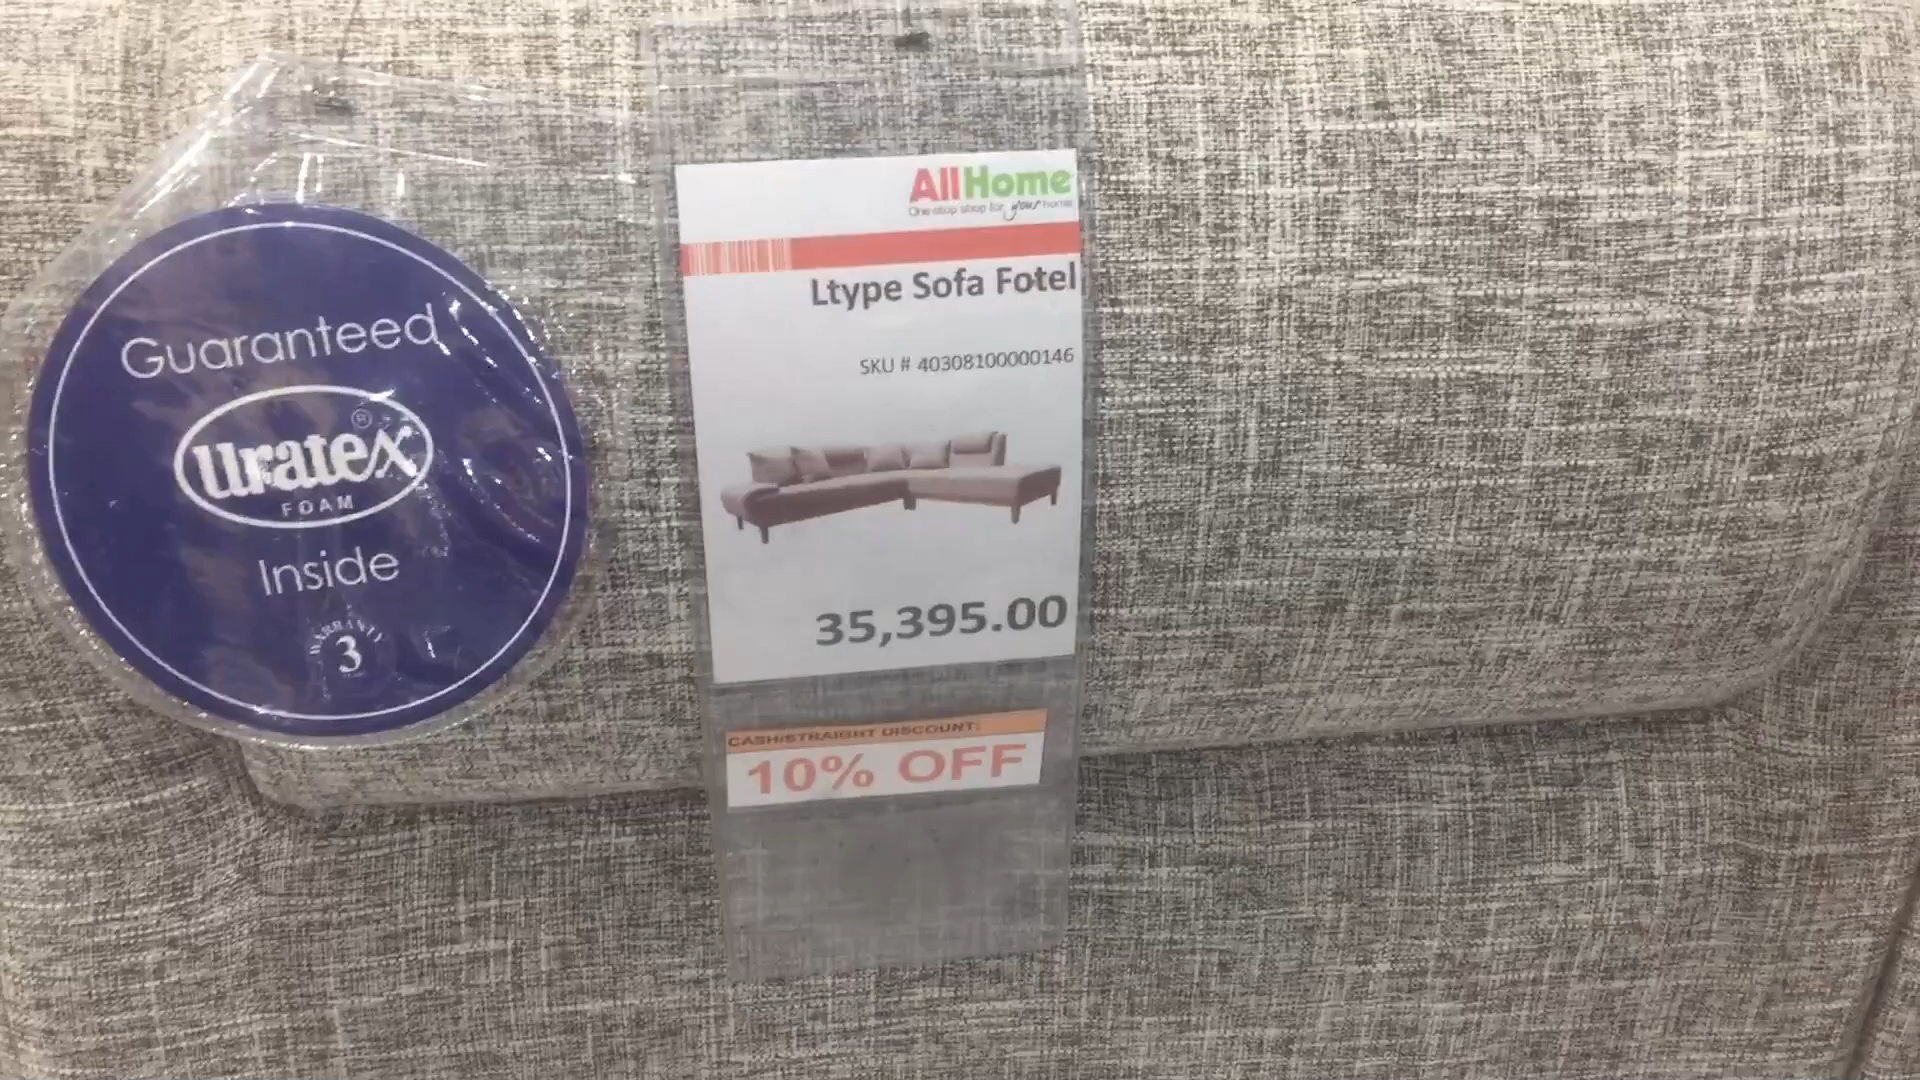 Guaranteed
Uratex®
FOAM
Inside
WARRANTY
3
AllHome
One-stop shop for your home
Ltype Sofa Fotel
SKU # 40308100000146
35,395.00
CASH/STRAIGHT DISCOUNT:
10% OFF